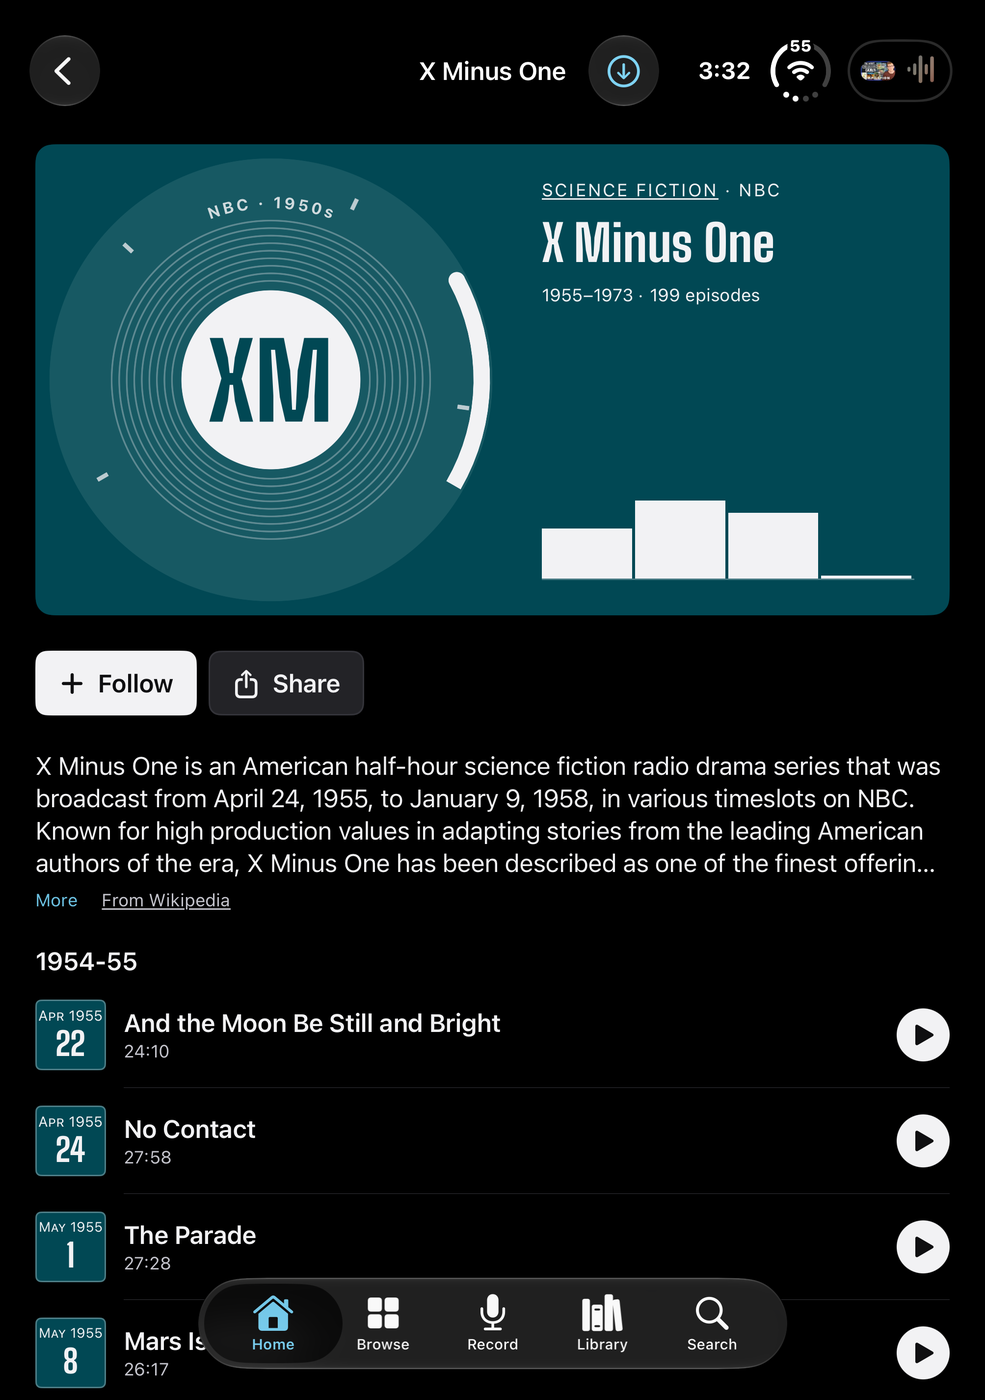 X Minus One
3:32
55
NBC · 1950s
XM
SCIENCE FICTION · NBC
X Minus One
1955–1973 · 199 episodes
Follow
Share
X Minus One is an American half-hour science fiction radio drama series that was
broadcast from April 24, 1955, to January 9, 1958, in various timeslots on NBC.
Known for high production values in adapting stories from the leading American
authors of the era, X Minus One has been described as one of the finest offerin...
More From Wikipedia
1954-55
APR 1955
22
And the Moon Be Still and Bright
24:10
APR 1955
24
No Contact
27:58
MAY 1955
1
The Parade
27:28
MAY 1955
8
Mars Is
26:17
Home
Browse
Record
Library
Search